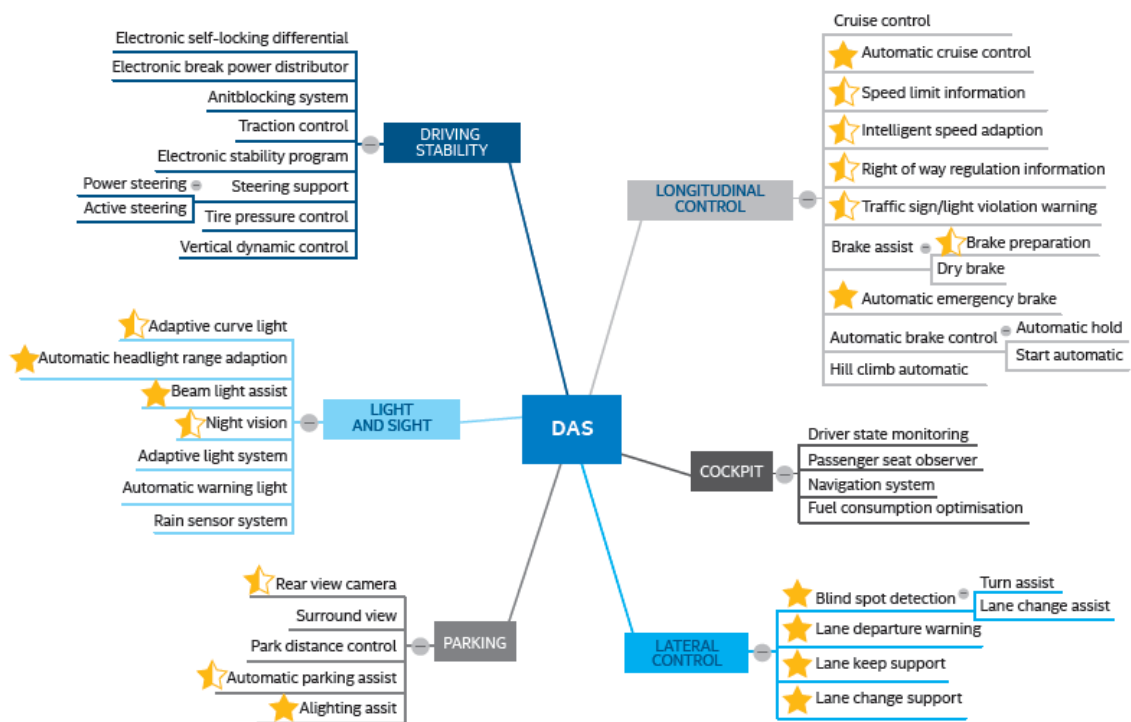 Electronic self-locking differential
Electronic break power distributor
Anitblocking system
Traction control
Electronic stability program
Power steering
Steering support
Active steering
Tire pressure control
Vertical dynamic control
DRIVING
STABILITY
Cruise control
Automatic cruise control
Speed limit information
Intelligent speed adaption
Right of way regulation information
Traffic sign/light violation warning
Brake assist
Brake preparation
Dry brake
Automatic emergency brake
Automatic brake control
Automatic hold
Start automatic
Hill climb automatic
LONGITUDINAL
CONTROL
Adaptive curve light
Automatic headlight range adaption
Beam light assist
Night vision
Adaptive light system
Automatic warning light
Rain sensor system
LIGHT
AND SIGHT
DAS
COCKPIT
Driver state monitoring
Passenger seat observer
Navigation system
Fuel consumption optimisation
Rear view camera
Surround view
Park distance control
Automatic parking assist
Alighting assit
PARKING
LATERAL
CONTROL
Blind spot detection
Turn assist
Lane change assist
Lane departure warning
Lane keep support
Lane change support